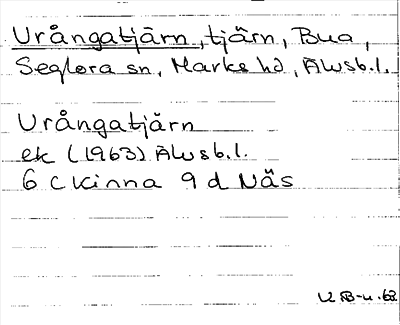 Urångatjärn, tjärn, Bua,
Seglora sn, Marks hd, Älvsb.l.
Urångatjärn
ek (1963) Älvsb.l.
6 c Kinna 9 d Näs